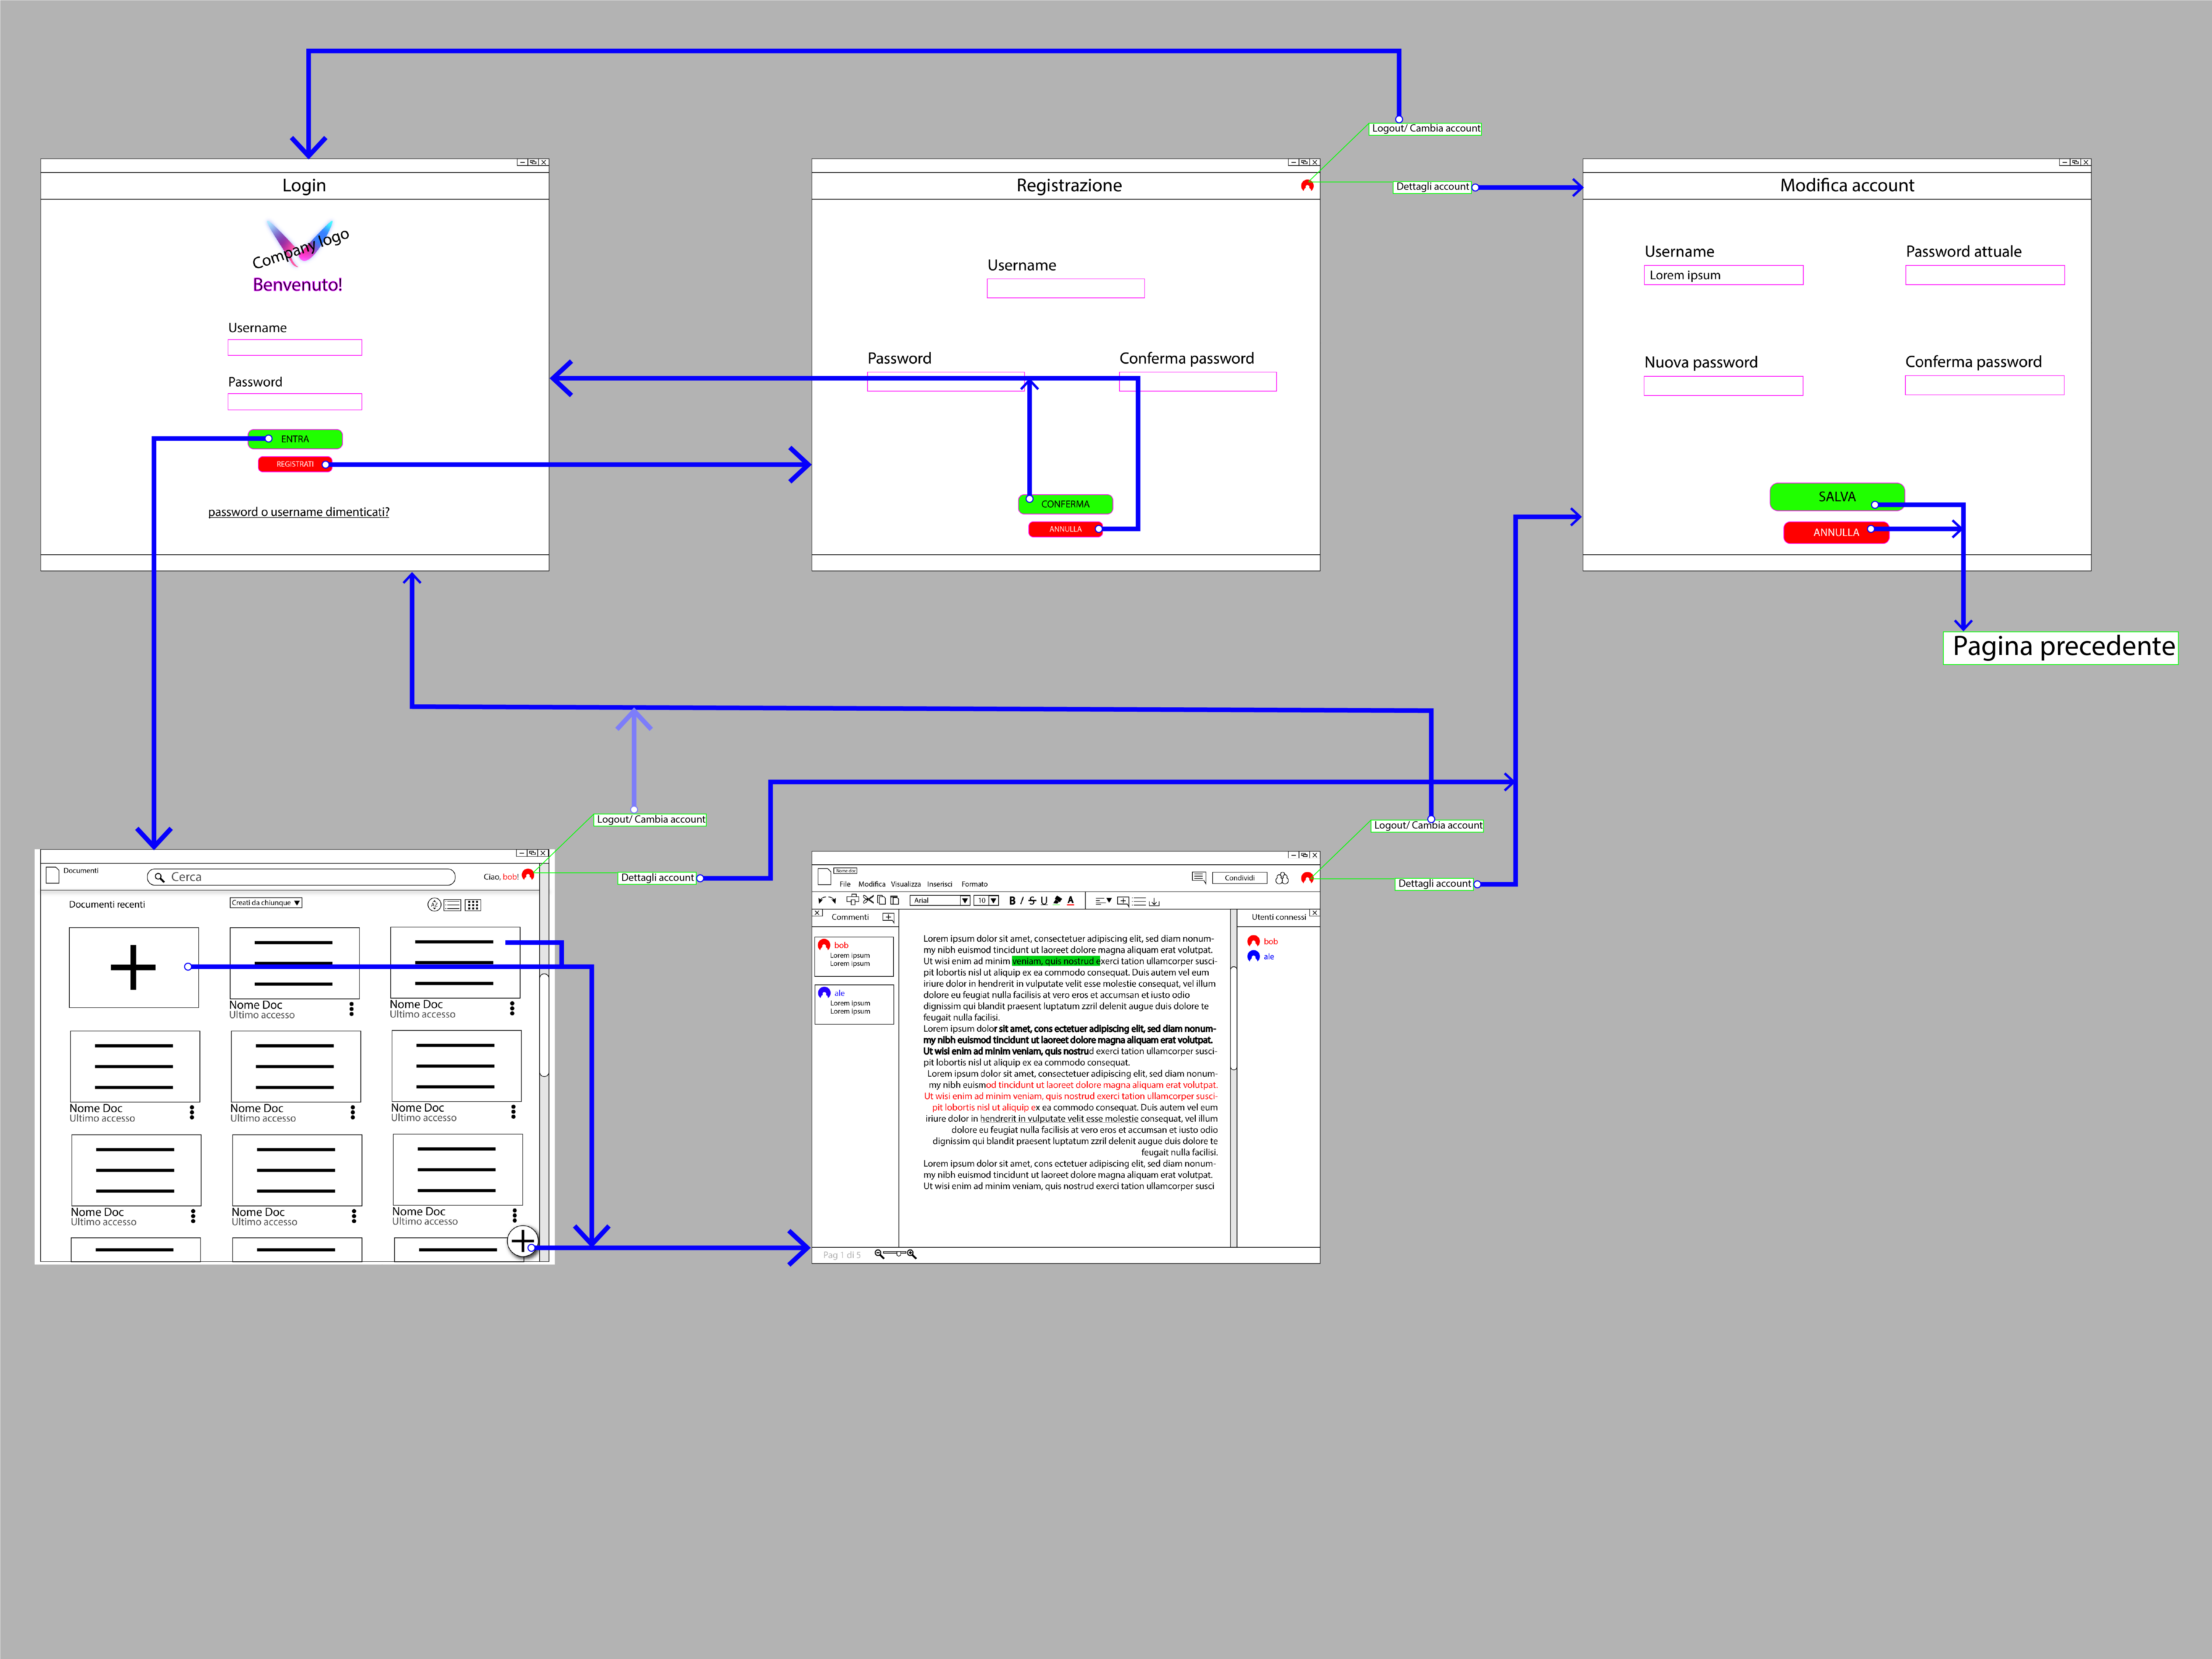 Logout/ Cambia account
Login
Company logo
Benvenuto!
Username
Password
ENTRA
REGISTRATI
password o username dimenticati?
Registrazione
Dettagli account
Username
Password
Conferma password
CONFERMA
ANNULLA
Modifica account
Username
Lorem ipsum
Password attuale
Nuova password
Conferma password
SALVA
ANNULLA
Pagina precedente
Logout/ Cambia account
Dettagli account
Documenti
Cerca
Ciao, bob!
Documenti recenti
Creati da chiunque
Nome Doc
Ultimo accesso
Nome Doc
Ultimo accesso
Nome Doc
Ultimo accesso
Nome Doc
Ultimo accesso
Nome Doc
Ultimo accesso
Nome Doc
Ultimo accesso
Nome Doc
Ultimo accesso
Nome Doc
Ultimo accesso
Logout/ Cambia account
Dettagli account
Nome doc
File Modifica Visualizza Inserisci Formato
Condividi
Arial 10 B I S U A
Commenti
bob
Lorem ipsum
Lorem ipsum
ale
Lorem ipsum
Lorem ipsum
Lorem ipsum dolor sit amet, consectetuer adipiscing elit, sed diam nonum-
my nibh euismod tincidunt ut laoreet dolore magna aliquam erat volutpat.
Ut wisi enim ad minim veniam, quis nostrud exerci tation ullamcorper susci-
pit lobortis nisl ut aliquip ex ea commodo consequat. Duis autem vel eum
iriure dolor in hendrerit in vulputate velit esse molestie consequat, vel illum
dolore eu feugiat nulla facilisis at vero eros et accumsan et iusto odio
dignissim qui blandit praesent luptatum zzril delenit augue duis dolore te
feugait nulla facilisi.
Lorem ipsum dolor sit amet, cons ectetuer adipiscing elit, sed diam nonum-
my nibh euismod tincidunt ut laoreet dolore magna aliquam erat volutpat.
Ut wisi enim ad minim veniam, quis nostrud exerci tation ullamcorper susci-
pit lobortis nisl ut aliquip ex ea commodo consequat.
Lorem ipsum dolor sit amet, consectetuer adipiscing elit, sed diam nonum-
my nibh euismod tincidunt ut laoreet dolore magna aliquam erat volutpat.
Ut wisi enim ad minim veniam, quis nostrud exerci tation ullamcorper susci-
pit lobortis nisl ut aliquip ex ea commodo consequat. Duis autem vel eum
iriure dolor in hendrerit in vulputate velit esse molestie consequat, vel illum
dolore eu feugiat nulla facilisis at vero eros et accumsan et iusto odio
dignissim qui blandit praesent luptatum zzril delenit augue duis dolore te
feugait nulla facilisi.
Lorem ipsum dolor sit amet, cons ectetuer adipiscing elit, sed diam nonum-
my nibh euismod tincidunt ut laoreet dolore magna aliquam erat volutpat.
Ut wisi enim ad minim veniam, quis nostrud exerci tation ullamcorper susci
Utenti connessi
bob
ale
Pag 1 di 5